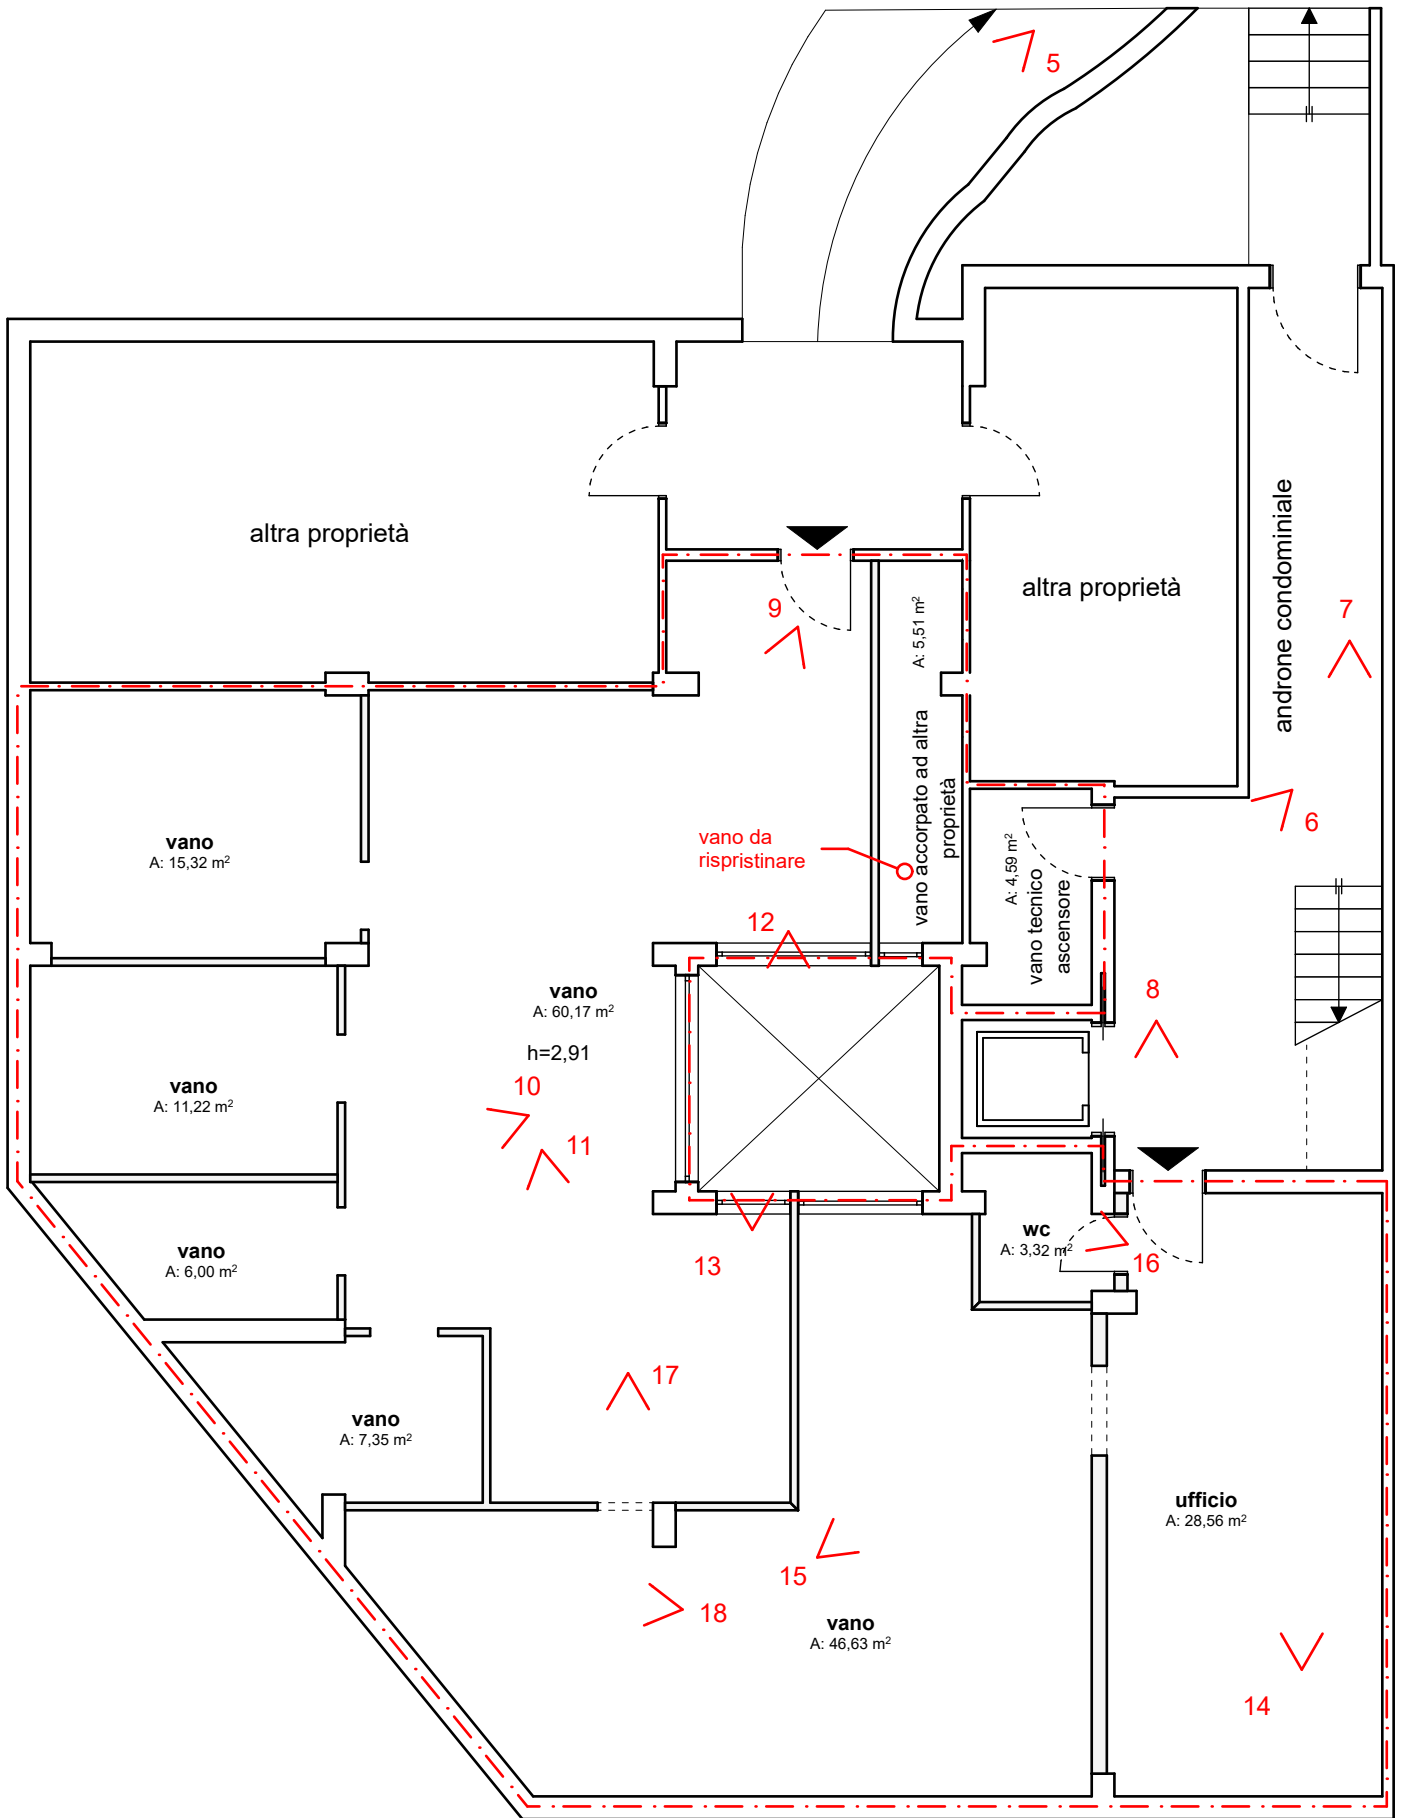 5
altra proprietà
altra proprietà
androne condominiale
7
9
A: 5,51 m²
vano accorpato ad altra
proprietà
vano da
rispristinare
6
vano
A: 15,32 m²
A: 4,59 m²
vano tecnico
ascensore
12
8
vano
A: 60,17 m²
h=2,91
vano
A: 11,22 m²
10
11
vano
A: 6,00 m²
13
wc
A: 3,32 m²
16
17
vano
A: 7,35 m²
ufficio
A: 28,56 m²
15
18
vano
A: 46,63 m²
14